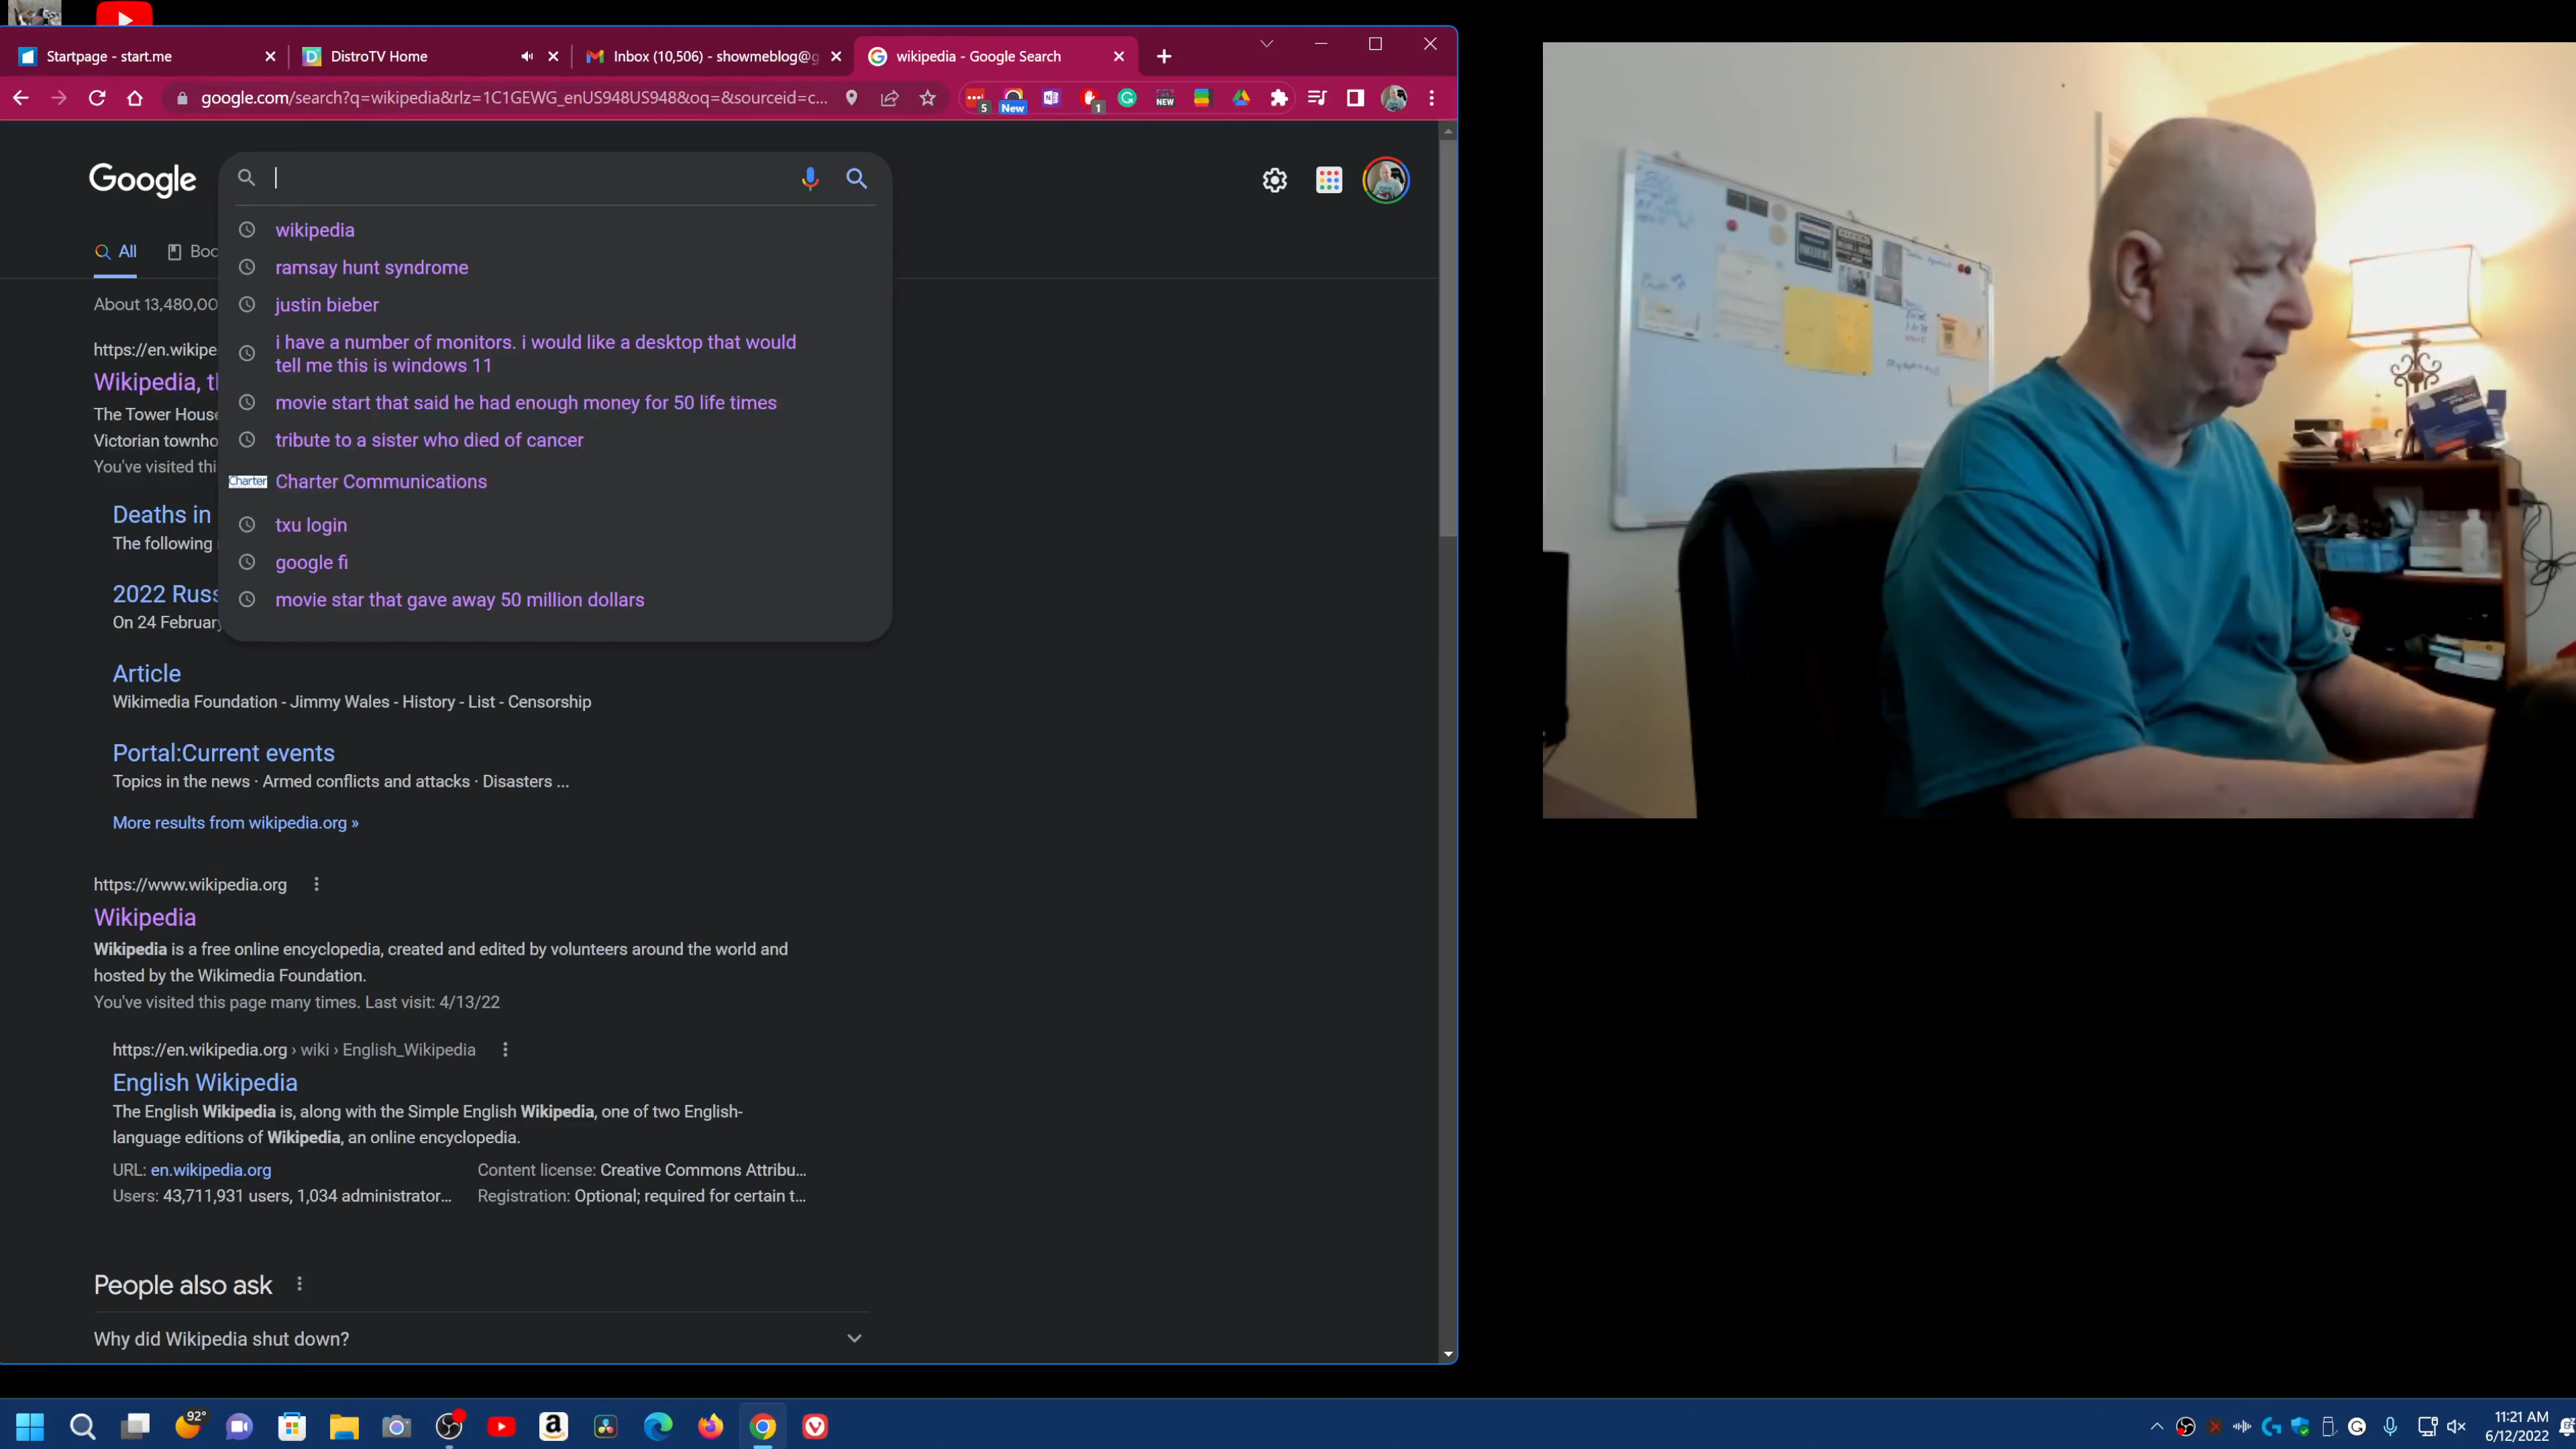 Startpage - start.me
DistroTV Home
Inbox (10,506) - showmeblog@g
wikipedia - Google Search
google.com/search?q=wikipedia&rlz=1C1GEWG_enUS948US948&oq=&sourceid=c...
5
New
1
NEW
Google
wikipedia
ramsay hunt syndrome
justin bieber
i have a number of monitors. i would like a desktop that would
tell me this is windows 11
movie start that said he had enough money for 50 life times
tribute to a sister who died of cancer
Charter
Charter Communications
txu login
google fi
movie star that gave away 50 million dollars
All
Boo
About 13,480,00
https://en.wikipe
Wikipedia, t
The Tower House
Victorian townho
You've visited thi
Deaths in
The following
2022 Russ
On 24 February
Article
Wikimedia Foundation - Jimmy Wales - History - List - Censorship
Portal:Current events
Topics in the news · Armed conflicts and attacks · Disasters ...
More results from wikipedia.org »
https://www.wikipedia.org
Wikipedia
Wikipedia is a free online encyclopedia, created and edited by volunteers around the world and
hosted by the Wikimedia Foundation.
You've visited this page many times. Last visit: 4/13/22
https://en.wikipedia.org › wiki › English_Wikipedia
English Wikipedia
The English Wikipedia is, along with the Simple English Wikipedia, one of two English-
language editions of Wikipedia, an online encyclopedia.
URL: en.wikipedia.org
Content license: Creative Commons Attribu...
Users: 43,711,931 users, 1,034 administrator...
Registration: Optional; required for certain t...
People also ask
Why did Wikipedia shut down?
92°
11:21 AM
6/12/2022